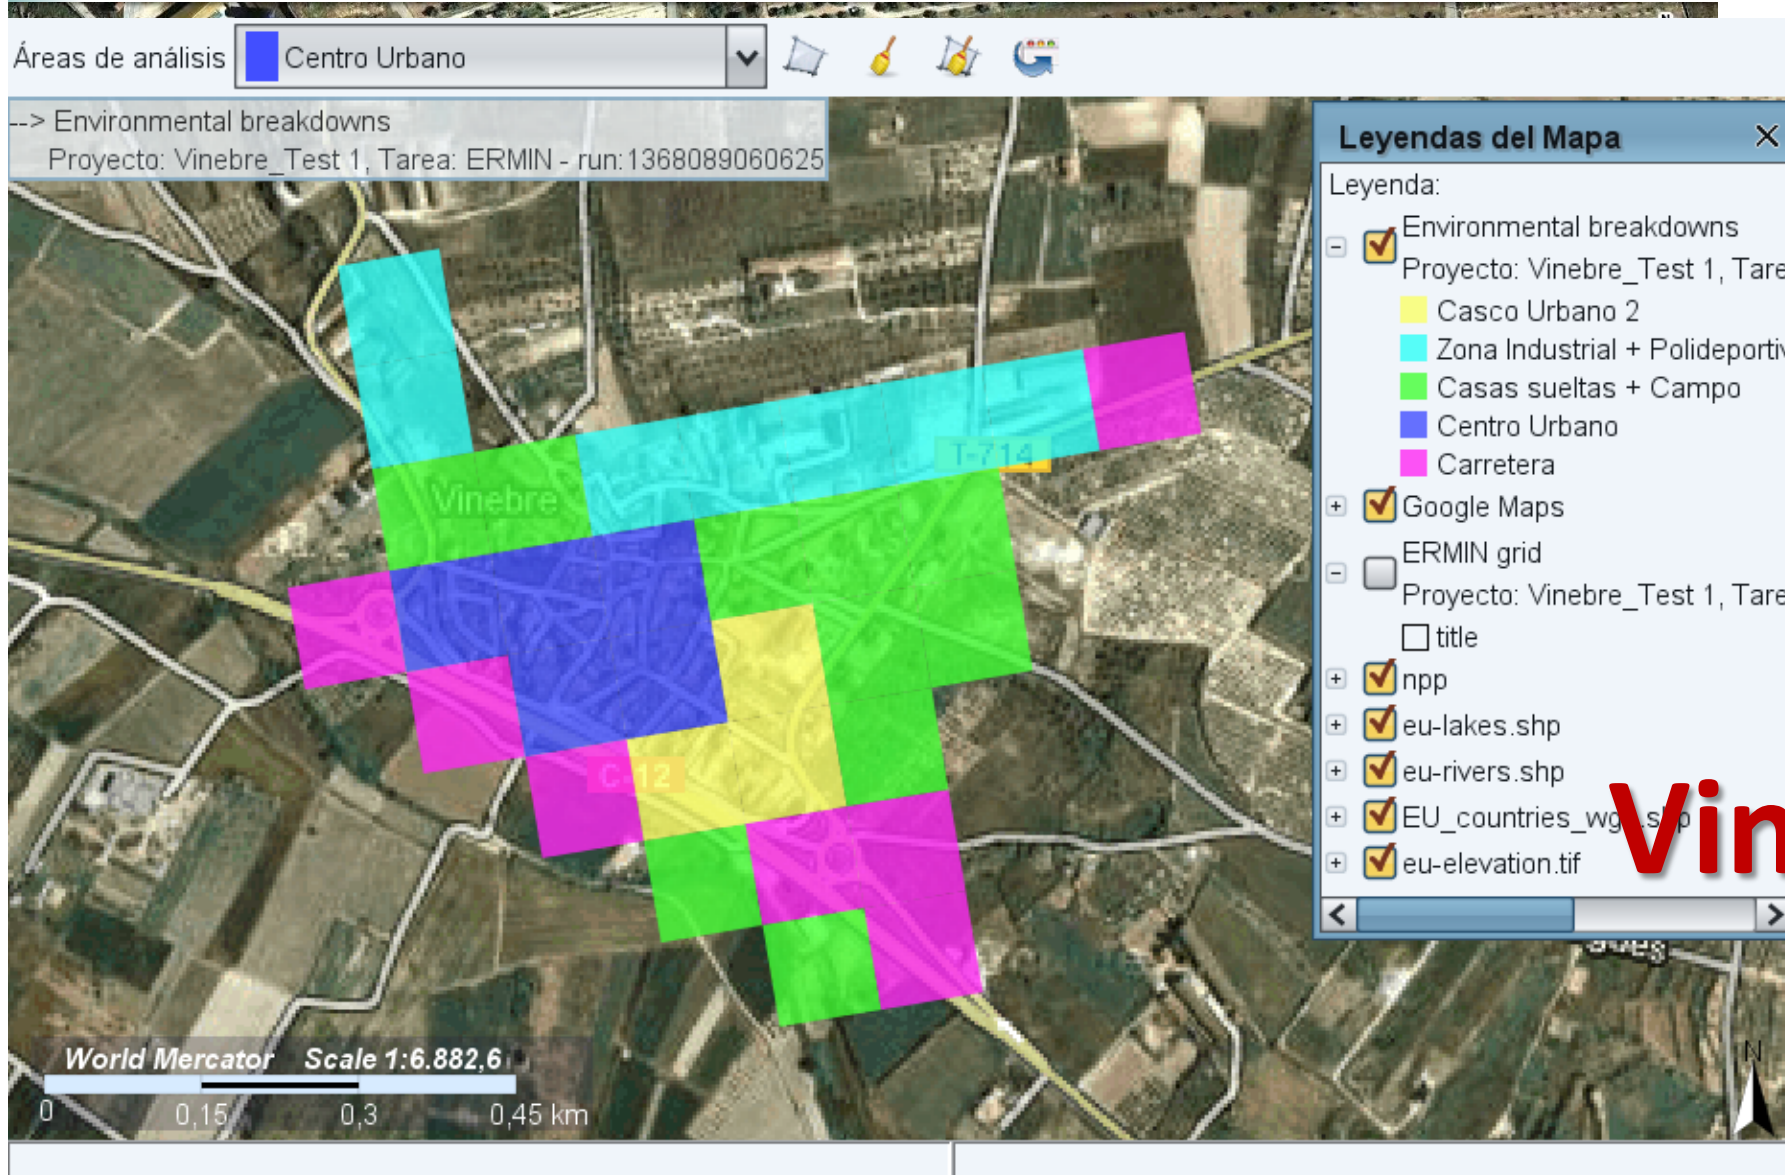 Áreas de análisis Centro Urbano
--> Environmental breakdowns
Proyecto: Vinebre_Test 1, Tarea: ERMIN - run:1368089060625
Leyendas del Mapa
Leyenda:
Environmental breakdowns
Proyecto: Vinebre_Test 1, Tare
Casco Urbano 2
Zona Industrial + Polideportiv
Casas sueltas + Campo
Centro Urbano
Carretera
Google Maps
ERMIN grid
Proyecto: Vinebre_Test 1, Tare
title
npp
eu-lakes.shp
eu-rivers.shp
EU_countries_wg
eu-elevation.tif
Vin
T-714
Vinebre
C-12
World Mercator Scale 1:6.882,6
0 0,15 0,3 0,45 km
N